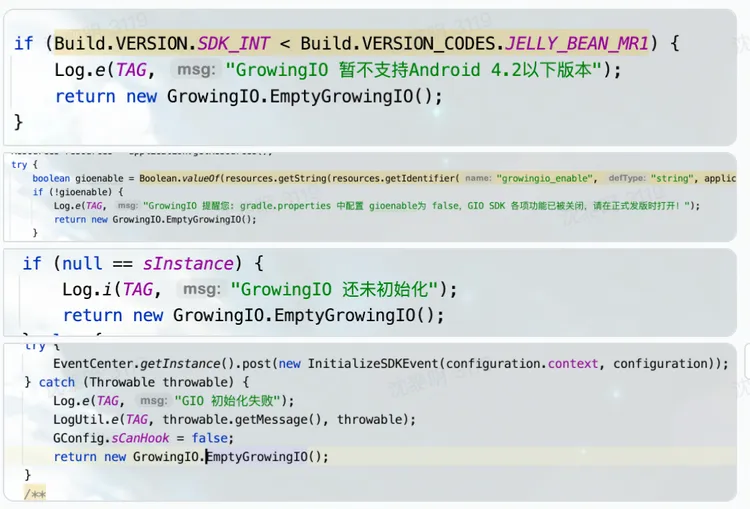 if (Build.VERSION.SDK_INT < Build.VERSION_CODES.JELLY_BEAN_MR1) {
Log.e(TAG, msg: "GrowingIO 暂不支持Android 4.2以下版本");
return new GrowingIO.EmptyGrowingIO();
}
try {
boolean gioenable = Boolean.valueOf(resources.getString(resources.getIdentifier( name: "growingio_enable", defType: "string", applic
if (!gioenable) {
Log.e(TAG, msg: "GrowingIO 提醒您: gradle.properties 中配置 gioenable为 false, GIO SDK 各项功能已被关闭, 请在正式发版时打开! ");
return new GrowingIO.EmptyGrowingIO();
}
if (null == sInstance) {
Log.i(TAG, msg: "GrowingIO 还未初始化");
return new GrowingIO.EmptyGrowingIO();
try {
EventCenter.getInstance().post(new InitializeSDKEvent(configuration.context, configuration));
} catch (Throwable throwable) {
Log.e(TAG, msg: "GIO 初始化失败");
LogUtil.e(TAG, throwable.getMessage(), throwable);
GConfig.sCanHook = false;
return new GrowingIO.EmptyGrowingIO();
}
/**